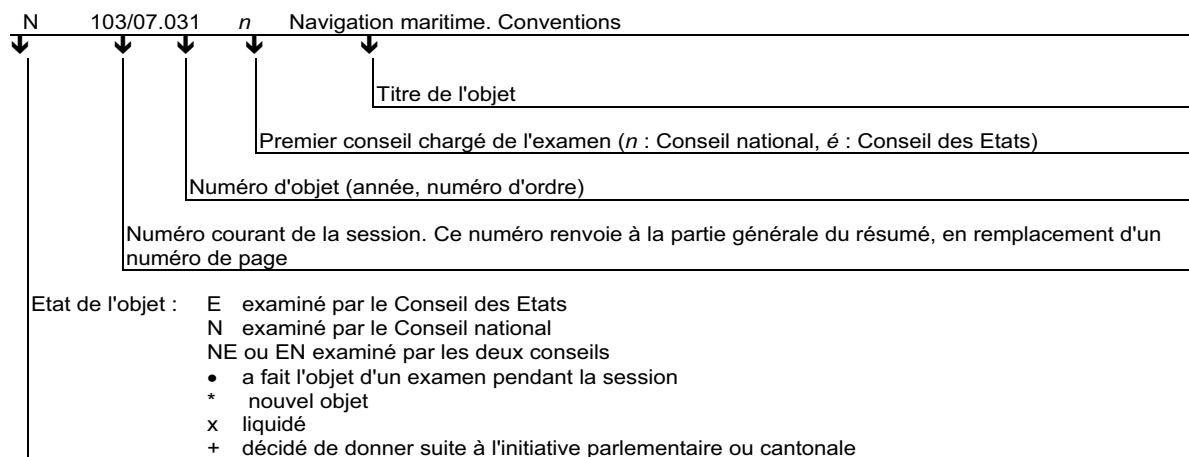 N 103/07.031 n Navigation maritime. Conventions
Titre de l'objet
Premier conseil chargé de l'examen (n : Conseil national, é : Conseil des Etats)
Numéro d'objet (année, numéro d'ordre)
Numéro courant de la session. Ce numéro renvoie à la partie générale du résumé, en remplacement d'un
numéro de page
Etat de l'objet : E examiné par le Conseil des Etats
N examiné par le Conseil national
NE ou EN examiné par les deux conseils
• a fait l'objet d'un examen pendant la session
* nouvel objet
x liquidé
+ décidé de donner suite à l'initiative parlementaire ou cantonale